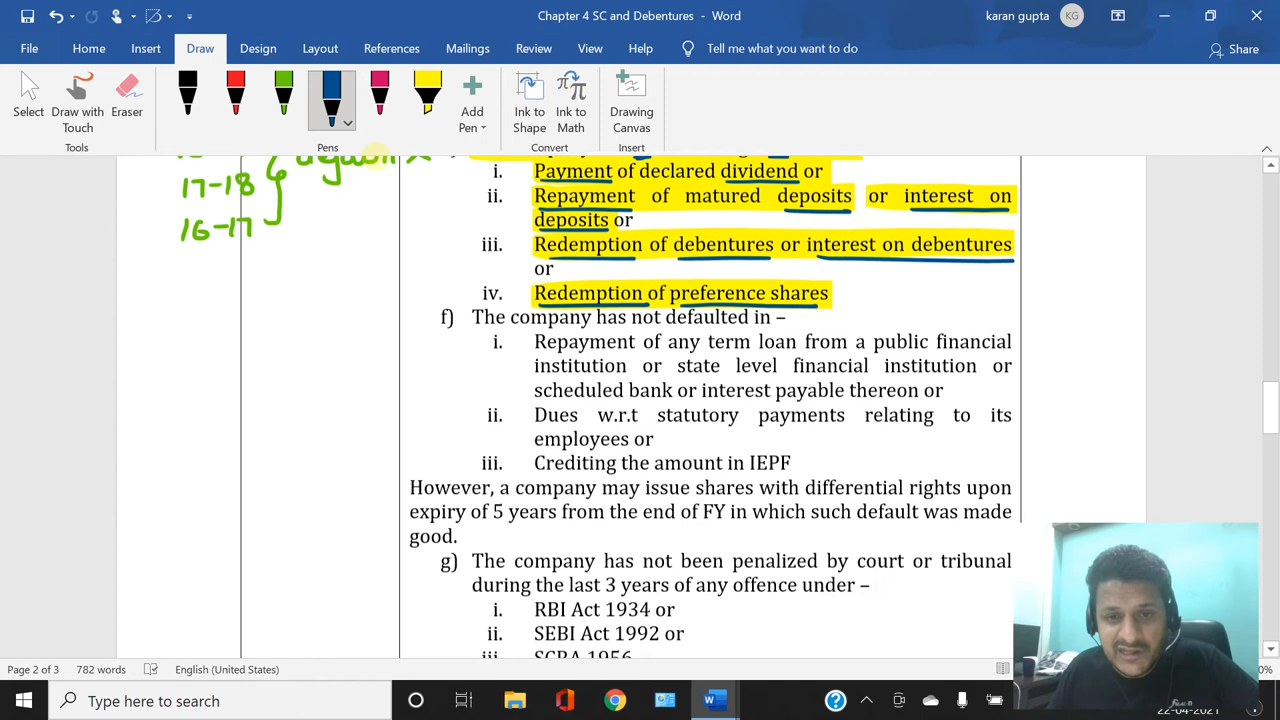 Chapter 4 SC and Debentures - Word
karan gupta
KG
File
Home
Insert
Draw
Design
Layout
References
Mailings
Review
View
Help
Tell me what you want to do
Share
Select
Draw with
Touch
Eraser
Add
Pen
Ink to
Shape
Ink to
Math
Drawing
Canvas
Tools
Pens
Convert
Insert
17-18
16-17
i. Payment of declared dividend or
ii. Repayment of matured deposits or interest on
deposits or
iii. Redemption of debentures or interest on debentures
or
iv. Redemption of preference shares
f) The company has not defaulted in –
i. Repayment of any term loan from a public financial
institution or state level financial institution or
scheduled bank or interest payable thereon or
ii. Dues w.r.t statutory payments relating to its
employees or
iii. Crediting the amount in IEPF
However, a company may issue shares with differential rights upon
expiry of 5 years from the end of FY in which such default was made
good.
g) The company has not been penalized by court or tribunal
during the last 3 years of any offence under –
i. RBI Act 1934 or
ii. SEBI Act 1992 or
iii. SCRA 1956
Page 2 of 3
782 words
English (United States)
0%
Type here to search
22-04-2021